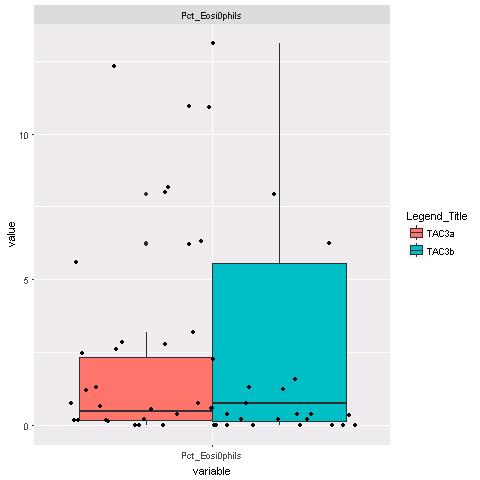 Pct_Eosi0phils
10
5
0
value
Pct_Eosi0phils
variable
Legend_Title
TAC3a
TAC3b